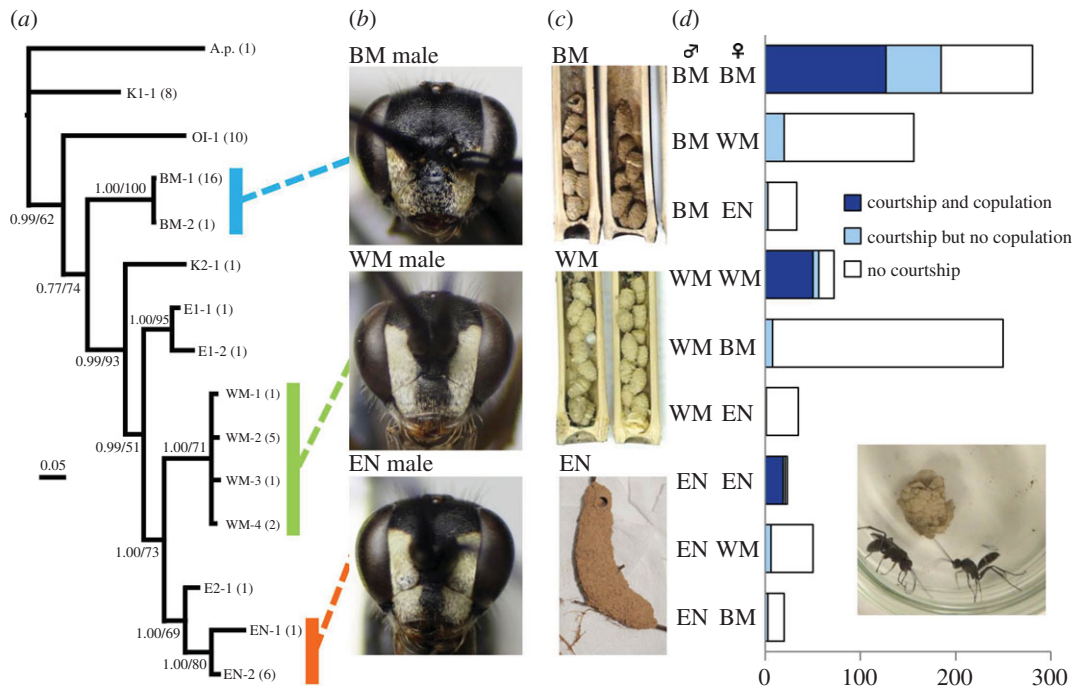 (a)
(b)
(c)
(d)
A.p. (1)
K1-1 (8)
OI-1 (10)
BM-1 (16)
1.00/100
BM-2 (1)
0.99/62
K2-1 (1)
0.77/74
E1-1 (1)
1.00/95
E1-2 (1)
0.99/93
WM-1 (1)
WM-2 (5)
0.99/51
1.00/71
WM-3 (1)
0.05
WM-4 (2)
1.00/73
E2-1 (1)
1.00/69
EN-1 (1)
1.00/80
EN-2 (6)
BM male
WM male
EN male
BM
WM
EN
♂ ♀
BM BM
BM WM
BM EN
WM WM
WM BM
WM EN
EN EN
EN WM
EN BM
courtship and copulation
courtship but no copulation
no courtship
0 100 200 300